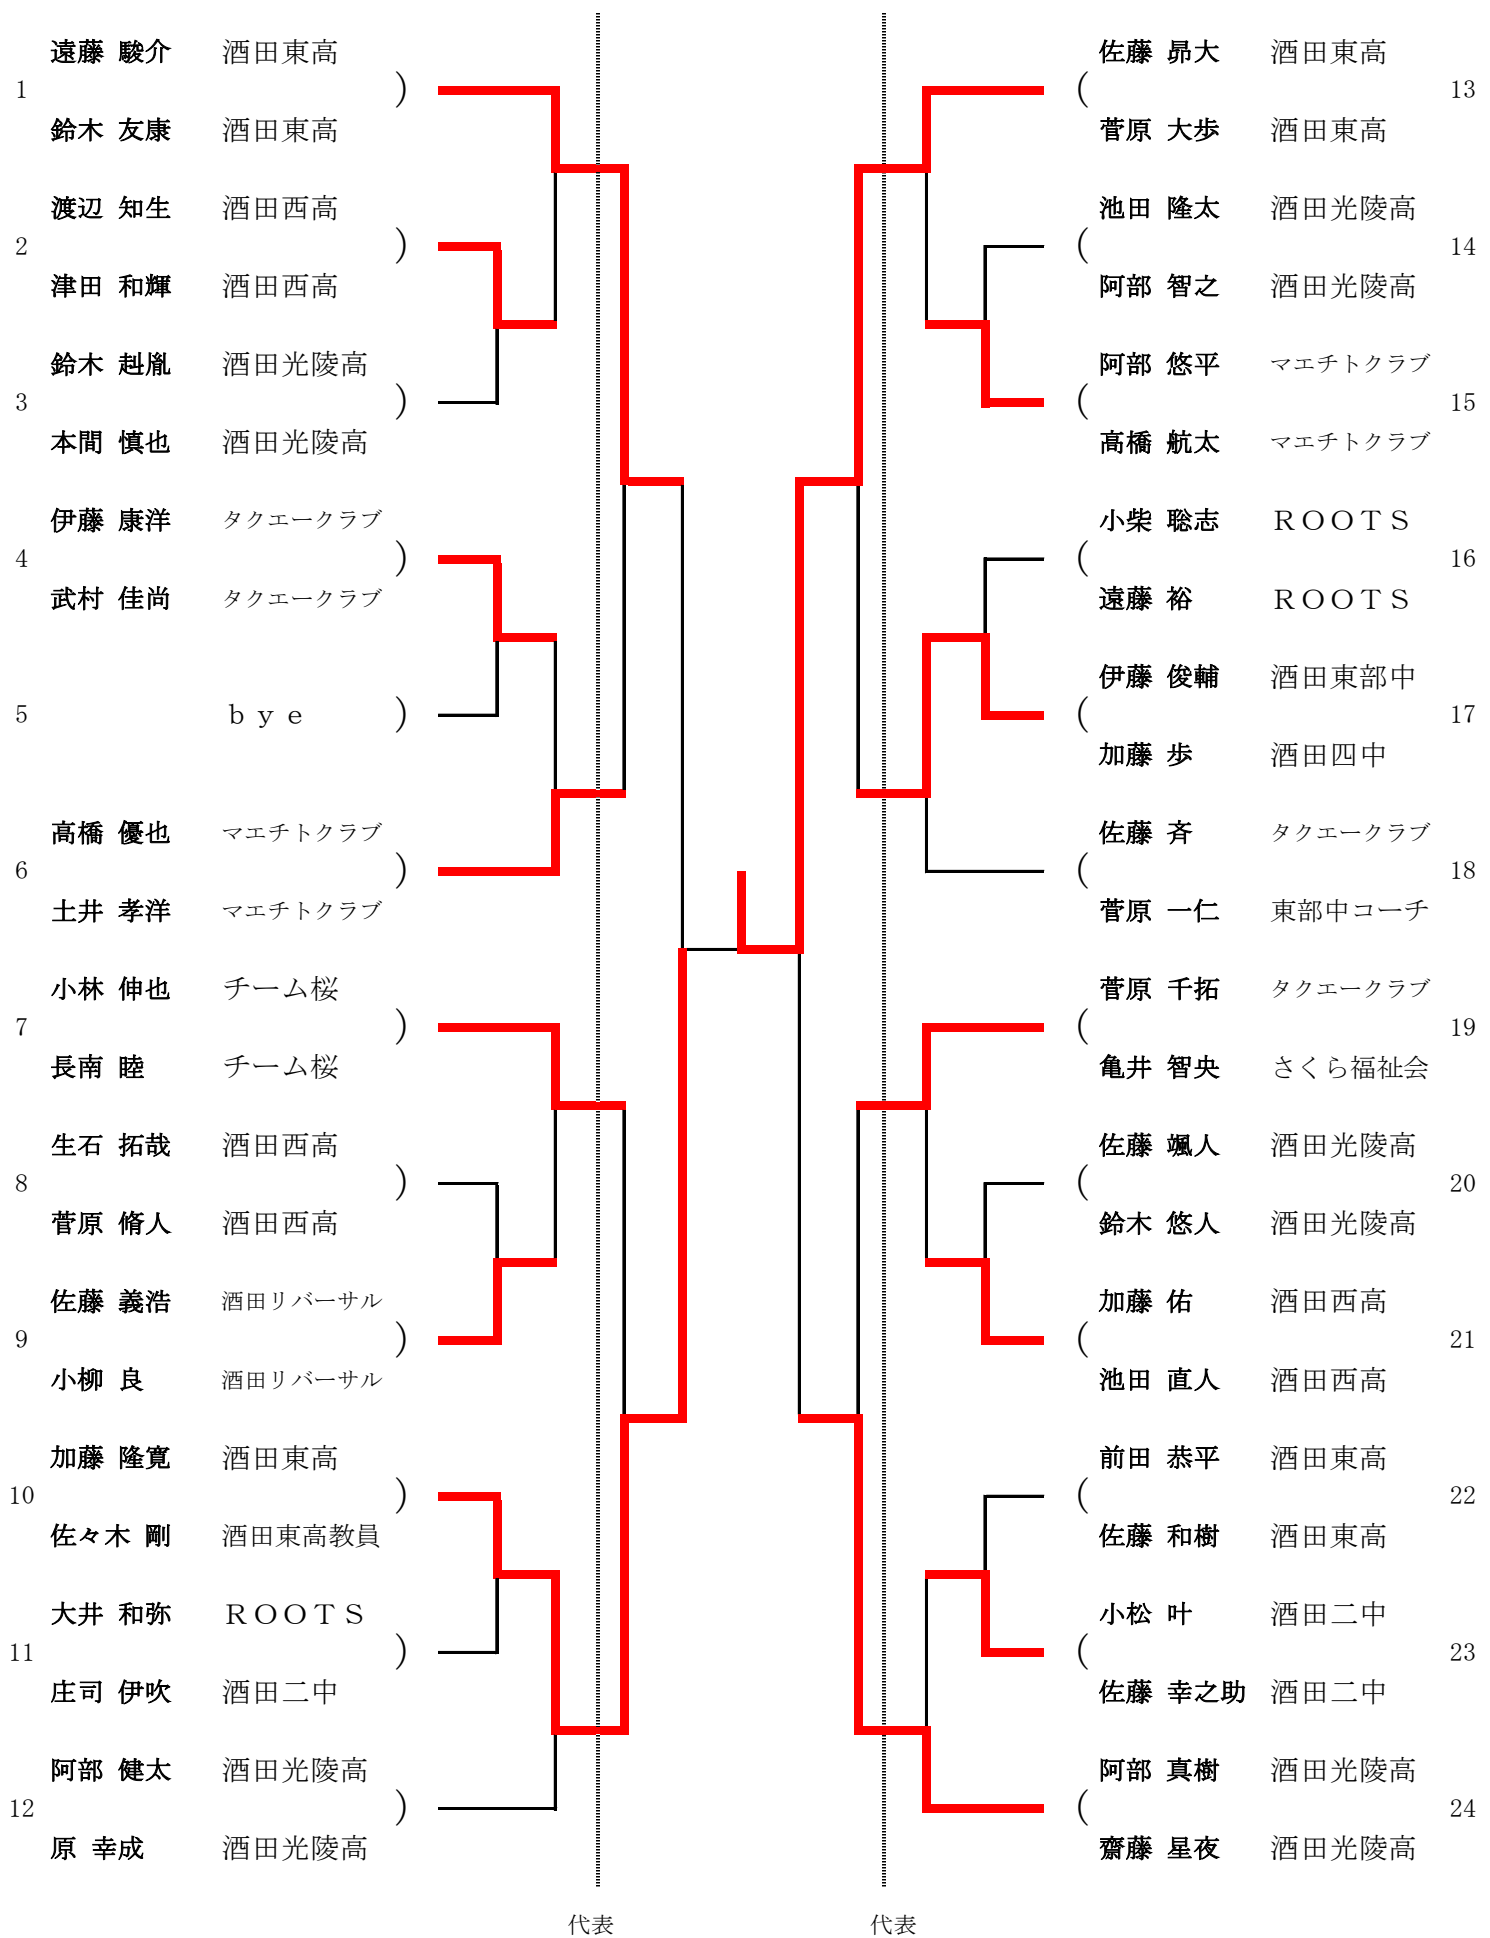 遠藤 駿介 酒田東高
1 )
鈴木 友康 酒田東高
渡辺 知生 酒田西高
2 )
津田 和輝 酒田西高
鈴木 赳胤 酒田光陵高
3 )
本間 慎也 酒田光陵高
伊藤 康洋 タクエークラブ
4 )
武村 佳尚 タクエークラブ
5 ｂｙｅ )
高橋 優也 マエチトクラブ
6 )
土井 孝洋 マエチトクラブ
小林 伸也 チーム桜
7 )
長南 睦 チーム桜
生石 拓哉 酒田西高
8 )
菅原 脩人 酒田西高
佐藤 義浩 酒田リバーサル
9 )
小柳 良 酒田リバーサル
加藤 隆寛 酒田東高
10 )
佐々木 剛 酒田東高教員
大井 和弥 ＲＯＯＴＳ
11 )
庄司 伊吹 酒田二中
阿部 健太 酒田光陵高
12 )
原 幸成 酒田光陵高
佐藤 昴大 酒田東高
( 13
菅原 大歩 酒田東高
池田 隆太 酒田光陵高
( 14
阿部 智之 酒田光陵高
阿部 悠平 マエチトクラブ
( 15
高橋 航太 マエチトクラブ
小柴 聡志 ＲＯＯＴＳ
( 16
遠藤 裕 ＲＯＯＴＳ
伊藤 俊輔 酒田東部中
( 17
加藤 歩 酒田四中
佐藤 斉 タクエークラブ
( 18
菅原 一仁 東部中コーチ
菅原 千拓 タクエークラブ
( 19
亀井 智央 さくら福祉会
佐藤 颯人 酒田光陵高
( 20
鈴木 悠人 酒田光陵高
加藤 佑 酒田西高
( 21
池田 直人 酒田西高
前田 恭平 酒田東高
( 22
佐藤 和樹 酒田東高
小松 叶 酒田二中
( 23
佐藤 幸之助 酒田二中
阿部 真樹 酒田光陵高
( 24
齋藤 星夜 酒田光陵高
代表 代表